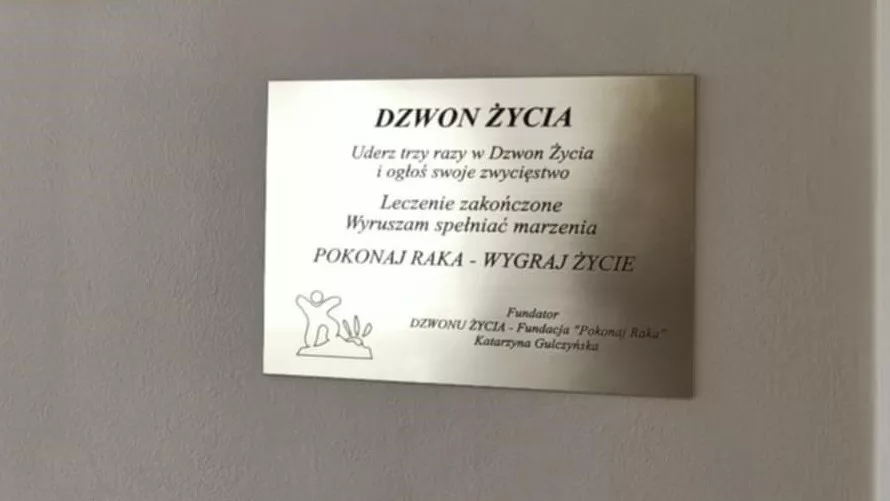 DZWON ŻYCIA
Uderz trzy razy w Dzwon Życia
i ogłoś swoje zwycięstwo
Leczenie zakończone
Wyruszam spełniać marzenia
POKONAJ RAKA - WYGRAJ ŻYCIE
Fundator
DZWONU ŻYCIA - Fundacja "Pokonaj Raka"
Katarzyna Gulczyńska